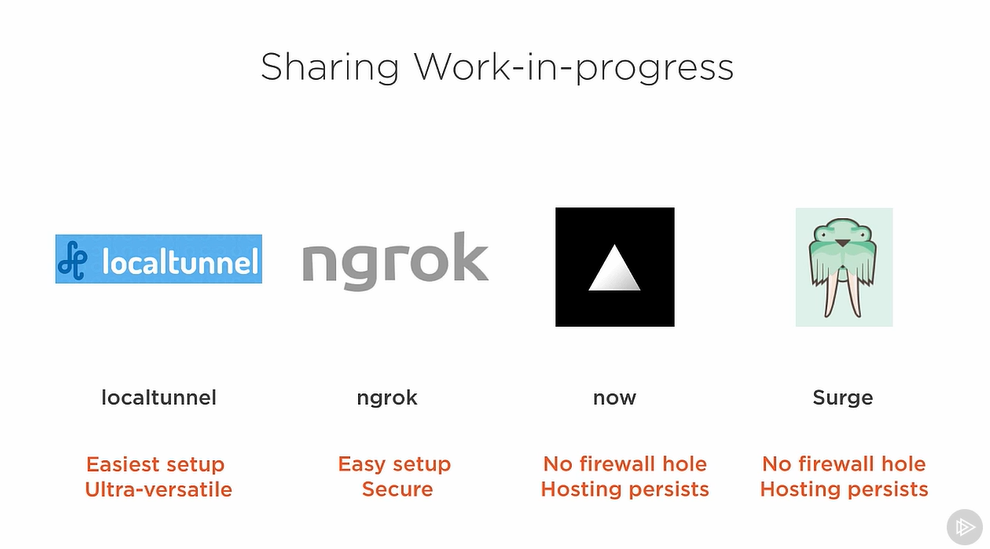 Sharing Work-in-progress
localtunnel
ngrok
localtunnel
ngrok
now
Surge
Easiest setup
Ultra-versatile
Easy setup
Secure
No firewall hole
Hosting persists
No firewall hole
Hosting persists